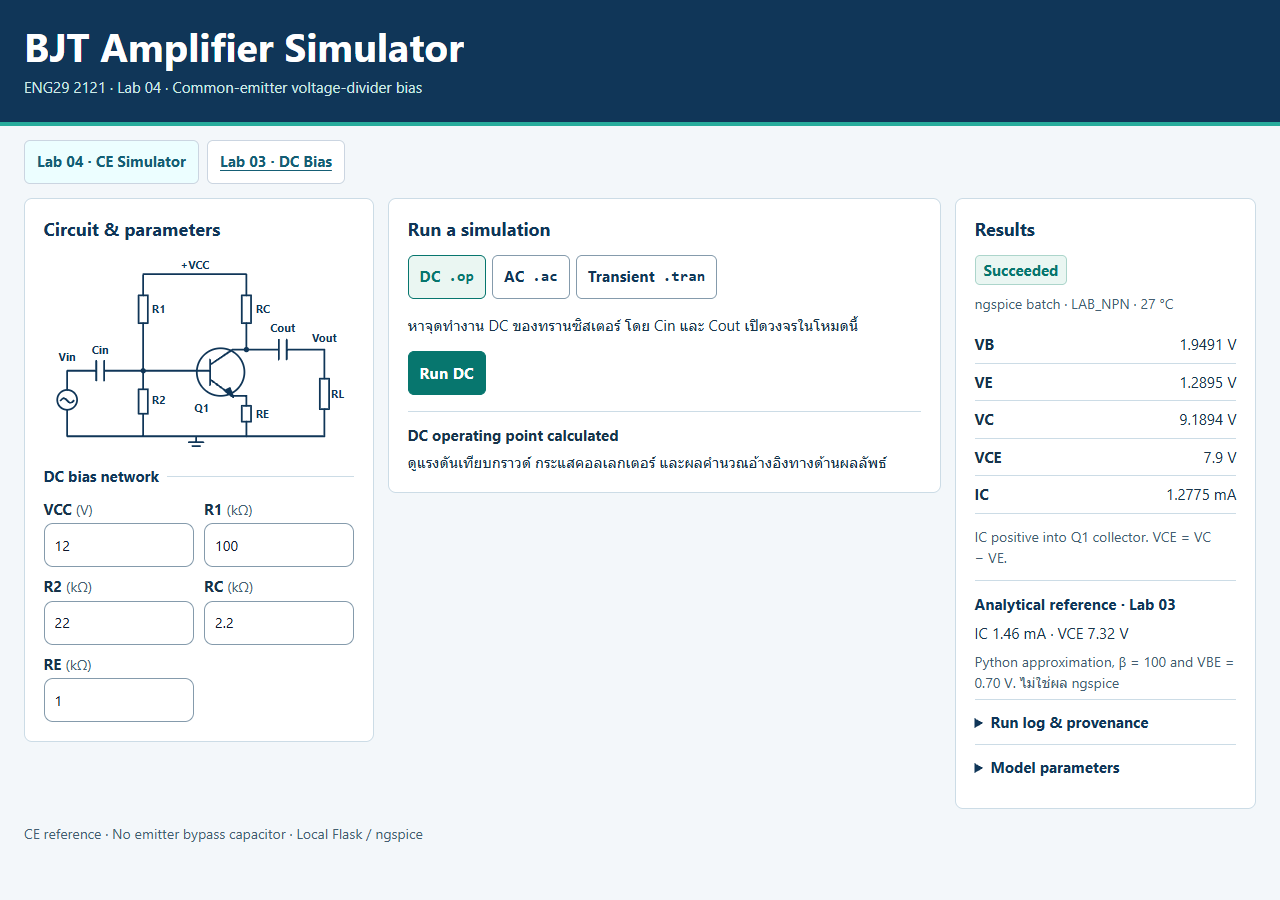 BJT Amplifier Simulator
ENG29 2121 · Lab 04 · Common-emitter voltage-divider bias
Lab 04 · CE Simulator
Lab 03 · DC Bias
Circuit & parameters
+VCC
R1
RC
Cout
Vout
Vin
Cin
R2
Q1
RE
RL
DC bias network
VCC (V)
R1 (kΩ)
12
100
R2 (kΩ)
RC (kΩ)
22
2.2
RE (kΩ)
1
Run a simulation
DC .op
AC .ac
Transient .tran
หาจุดทำงาน DC ของทรานซิสเตอร์ โดย Cin และ Cout เปิดวงจรในโหมดนี้
Run DC
DC operating point calculated
ดูแรงดันเทียบกราวด์ กระแสคอลเลกเตอร์ และผลคำนวณอ้างอิงทางด้านผลลัพธ์
Results
Succeeded
ngspice batch · LAB_NPN · 27 °C
VB 1.9491 V
VE 1.2895 V
VC 9.1894 V
VCE 7.9 V
IC 1.2775 mA
IC positive into Q1 collector. VCE = VC
− VE.
Analytical reference · Lab 03
IC 1.46 mA · VCE 7.32 V
Python approximation, β = 100 and VBE =
0.70 V. ไม่ใช่ผล ngspice
Run log & provenance
Model parameters
CE reference · No emitter bypass capacitor · Local Flask / ngspice